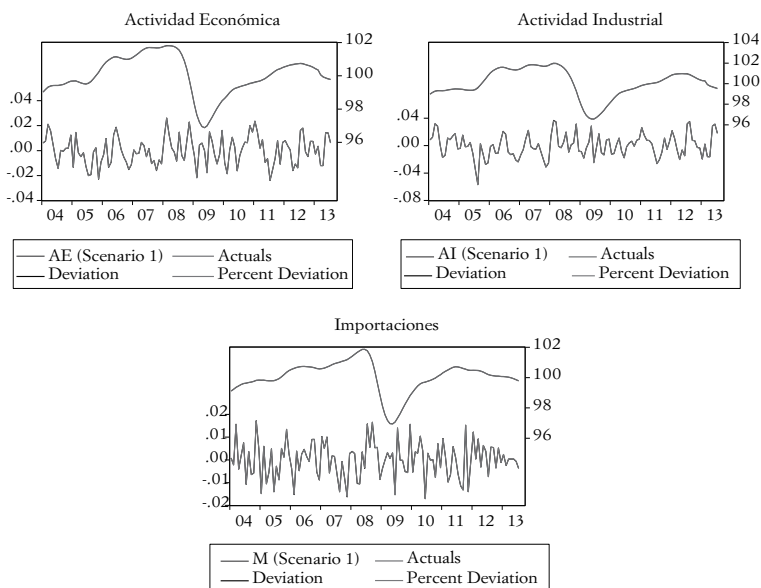 Actividad Económica
102
100
98
96
.04
.02
.00
-.02
-.04
04 05 06 07 08 09 10 11 12 13
AE (Scenario 1) Actuals
Deviation Percent Deviation
Actividad Industrial
104
102
100
98
96
.04
.00
-.04
-.08
04 05 06 07 08 09 10 11 12 13
AI (Scenario 1) Actuals
Deviation Percent Deviation
Importaciones
102
100
98
96
.02
.01
.00
-.01
-.02
04 05 06 07 08 09 10 11 12 13
M (Scenario 1) Actuals
Deviation Percent Deviation